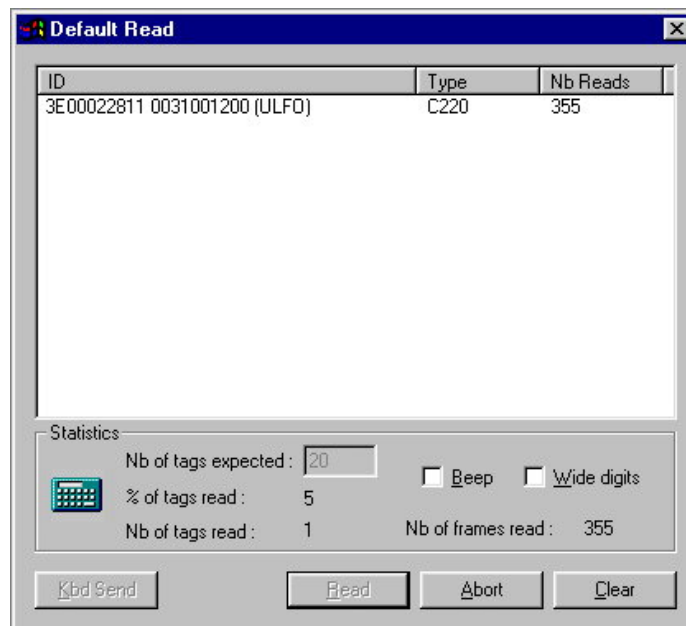 Default Read
ID Type Nb Reads
3E00022811 0031001200 (ULFO) C220 355
Statistics
Nb of tags expected : 20
Beep Wide digits
% of tags read : 5
Nb of tags read : 1 Nb of frames read : 355
Kbd Send Read Abort Clear